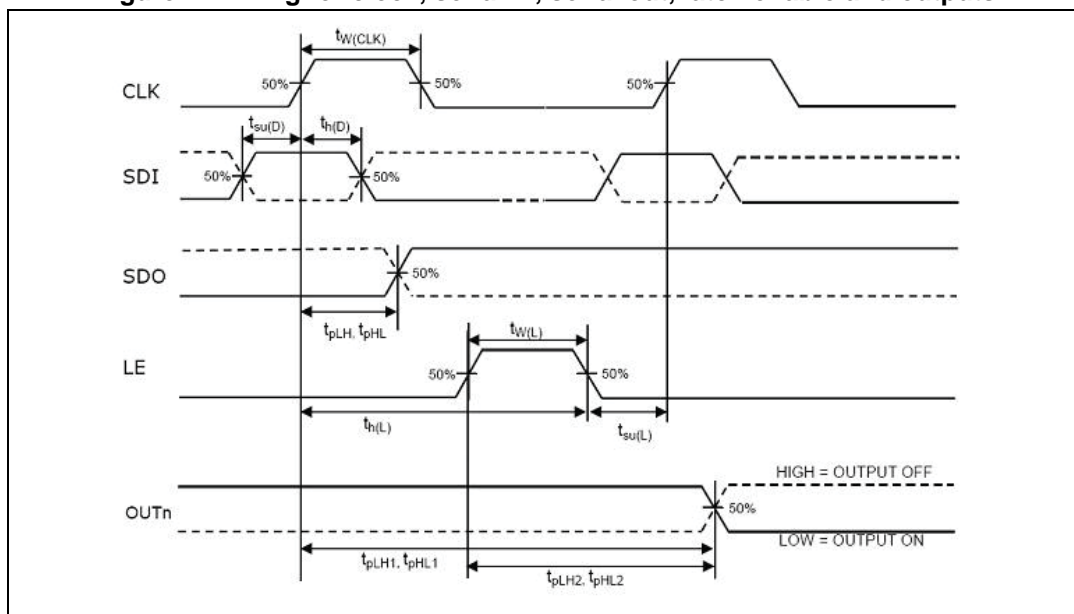 tW(CLK)
CLK
50%
50%
50%
tsu(D)
th(D)
SDI
50%
50%
SDO
50%
tpLH, tpHL
tW(L)
LE
50%
50%
th(L)
tsu(L)
HIGH = OUTPUT OFF
OUTn
50%
LOW = OUTPUT ON
tpLH1, tpHL1
tpLH2, tpHL2